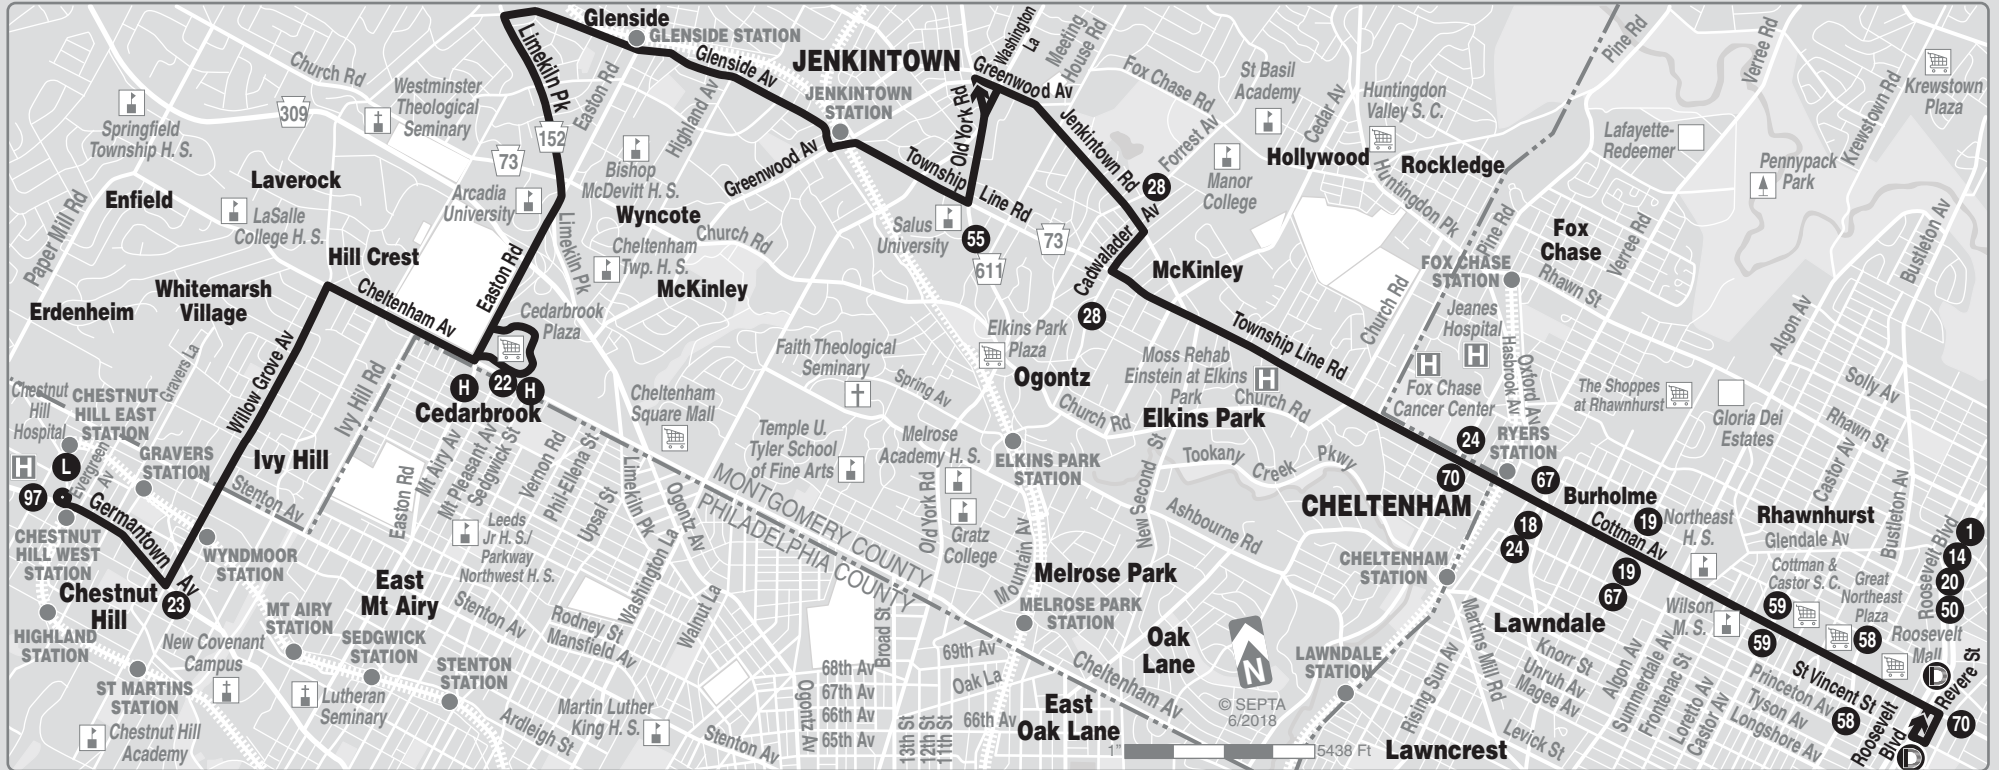 Glenside
GLENSIDE STATION
Limekiln Pk
Glenside Av
JENKINTOWN
Washington
La
Meeting
House Rd
Greenwood Av
Pine Rd
Verree Rd
Krewstown
Plaza
Krewstown Rd
Church Rd
Westminster
Theological
Seminary
309
Springfield
Township H. S.
Easton Rd
Highland Av
JENKINTOWN
STATION
Old York Rd
Fox Chase Rd
St Basil
Academy
Cedar Av
Huntingdon
Valley S. C.
Lafayette-
Redeemer
Pennypack
Park
152
73
Bishop
McDevitt H. S.
Greenwood Av
Township
Line Rd
Jenkintown Rd
28
Forrest Av
Manor
College
Hollywood
Rockledge
Huntingdon Pk
Pine Rd
Enfield
Laverock
LaSalle
College H. S.
Arcadia
University
Limekiln Pk
Wyncote
Church Rd
Cheltenham
Twp. H. S.
McKinley
Salus
University
55
611
73
Cadwalader
Av
28
McKinley
Fox
Chase
Verree Rd
FOX CHASE
STATION
Rhawn St
Bustleton Av
Algon Av
Paper Mill Rd
Hill Crest
Easton Rd
Cheltenham Av
Whitemarsh
Village
Erdenheim
Willow Grove Av
Gravers La
Ivy Hill Rd
Cedarbrook
Plaza
H
22
H
Cedarbrook
Faith Theological
Seminary
Spring Av
Elkins Park
Plaza
Ogontz
Church Rd
Moss Rehab
Einstein at Elkins
Park
H
Church Rd
Elkins Park
Township Line Rd
Church Rd
Jeanes
Hospital
H
H
Fox Chase
Cancer Center
Hasbrook Av
Oxford Av
The Shoppes
at Rhawnhurst
Gloria Dei
Estates
Solly Av
Rhawn St
Castor Av
Chestnut
Hill
Hospital
H
CHESTNUT
HILL EAST
STATION
L
97
Evergreen
Av
GRAVERS
STATION
Germantown
Av
23
CHESTNUT
HILL WEST
STATION
Chestnut
Hill
WYNDMOOR
STATION
Ivy Hill
Stenton Av
Easton Rd
Mt Airy Av
Mt Pleasant Av
Sedgwick St
Vernon Rd
Phil-Ellena St
Upsal St
Leeds
Jr H. S./
Parkway
Northwest H. S.
Cheltenham
Square Mall
Limekiln Pk
Ogontz Av
Washington La
Walnut La
MONTGOMERY COUNTY
PHILADELPHIA COUNTY
Temple U.
Tyler School
of Fine Arts
Melrose
Academy H. S.
Old York Rd
Gratz
College
ELKINS PARK
STATION
Mountain Av
New Second St
Tookany
Creek
Pkwy
Ashbourne Rd
CHELTENHAM
24
70
RYERS
STATION
67
Burholme
Cottman Av
19
18
24
19
67
Northeast
H. S.
Rhawnhurst
Glendale Av
Bustleton Av
Roosevelt Blvd
1
14
20
50
Cottman &
Castor S. C.
Great
Northeast
Plaza
59
59
58
58
Roosevelt
Mall
CHELTENHAM
STATION
Melrose Park
MELROSE PARK
STATION
East
Mt Airy
Stenton Av
Rodney St
Mansfield Av
HIGHLAND
STATION
ST MARTINS
STATION
Chestnut Hill
Academy
New Covenant
Campus
MT AIRY
STATION
Lutheran
Seminary
SEDGWICK
STATION
STENTON
STATION
Ardleigh St
Martin Luther
King H. S.
Stenton Av
Ogontz Av
Broad St
68th Av
67th Av
66th Av
65th Av
13th St
12th St
11th St
69th Av
Oak La
66th Av
East
Oak Lane
Cheltenham Av
Oak
Lane
N
© SEPTA
6/2018
LAWNDALE
STATION
Rising Sun Av
Martins Mill Rd
Lawndale
Knorr St
Unruh Av
Magee Av
Levick St
Algon Av
Summerdale Av
Frontenac St
Loretto Av
Castor Av
Wilson
M. S.
St Vincent St
Princeton Av
Tyson Av
Longshore Av
Roosevelt
Blvd
Revere St
D
D
70
1"
5438 Ft
Lawncrest